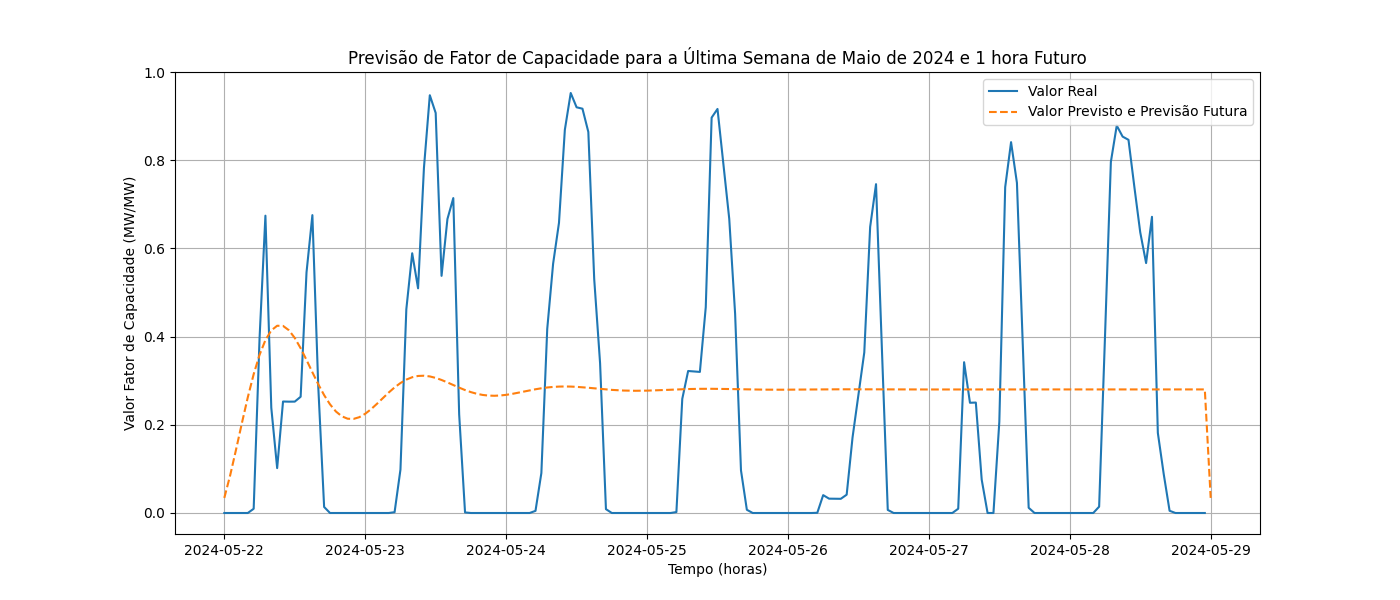 Previsão de Fator de Capacidade para a Última Semana de Maio de 2024 e 1 hora Futuro
Valor Real
Valor Previsto e Previsão Futura
Valor Fator de Capacidade (MW/MW)
1.0
0.8
0.6
0.4
0.2
0.0
2024-05-22 2024-05-23 2024-05-24 2024-05-25 2024-05-26 2024-05-27 2024-05-28 2024-05-29
Tempo (horas)